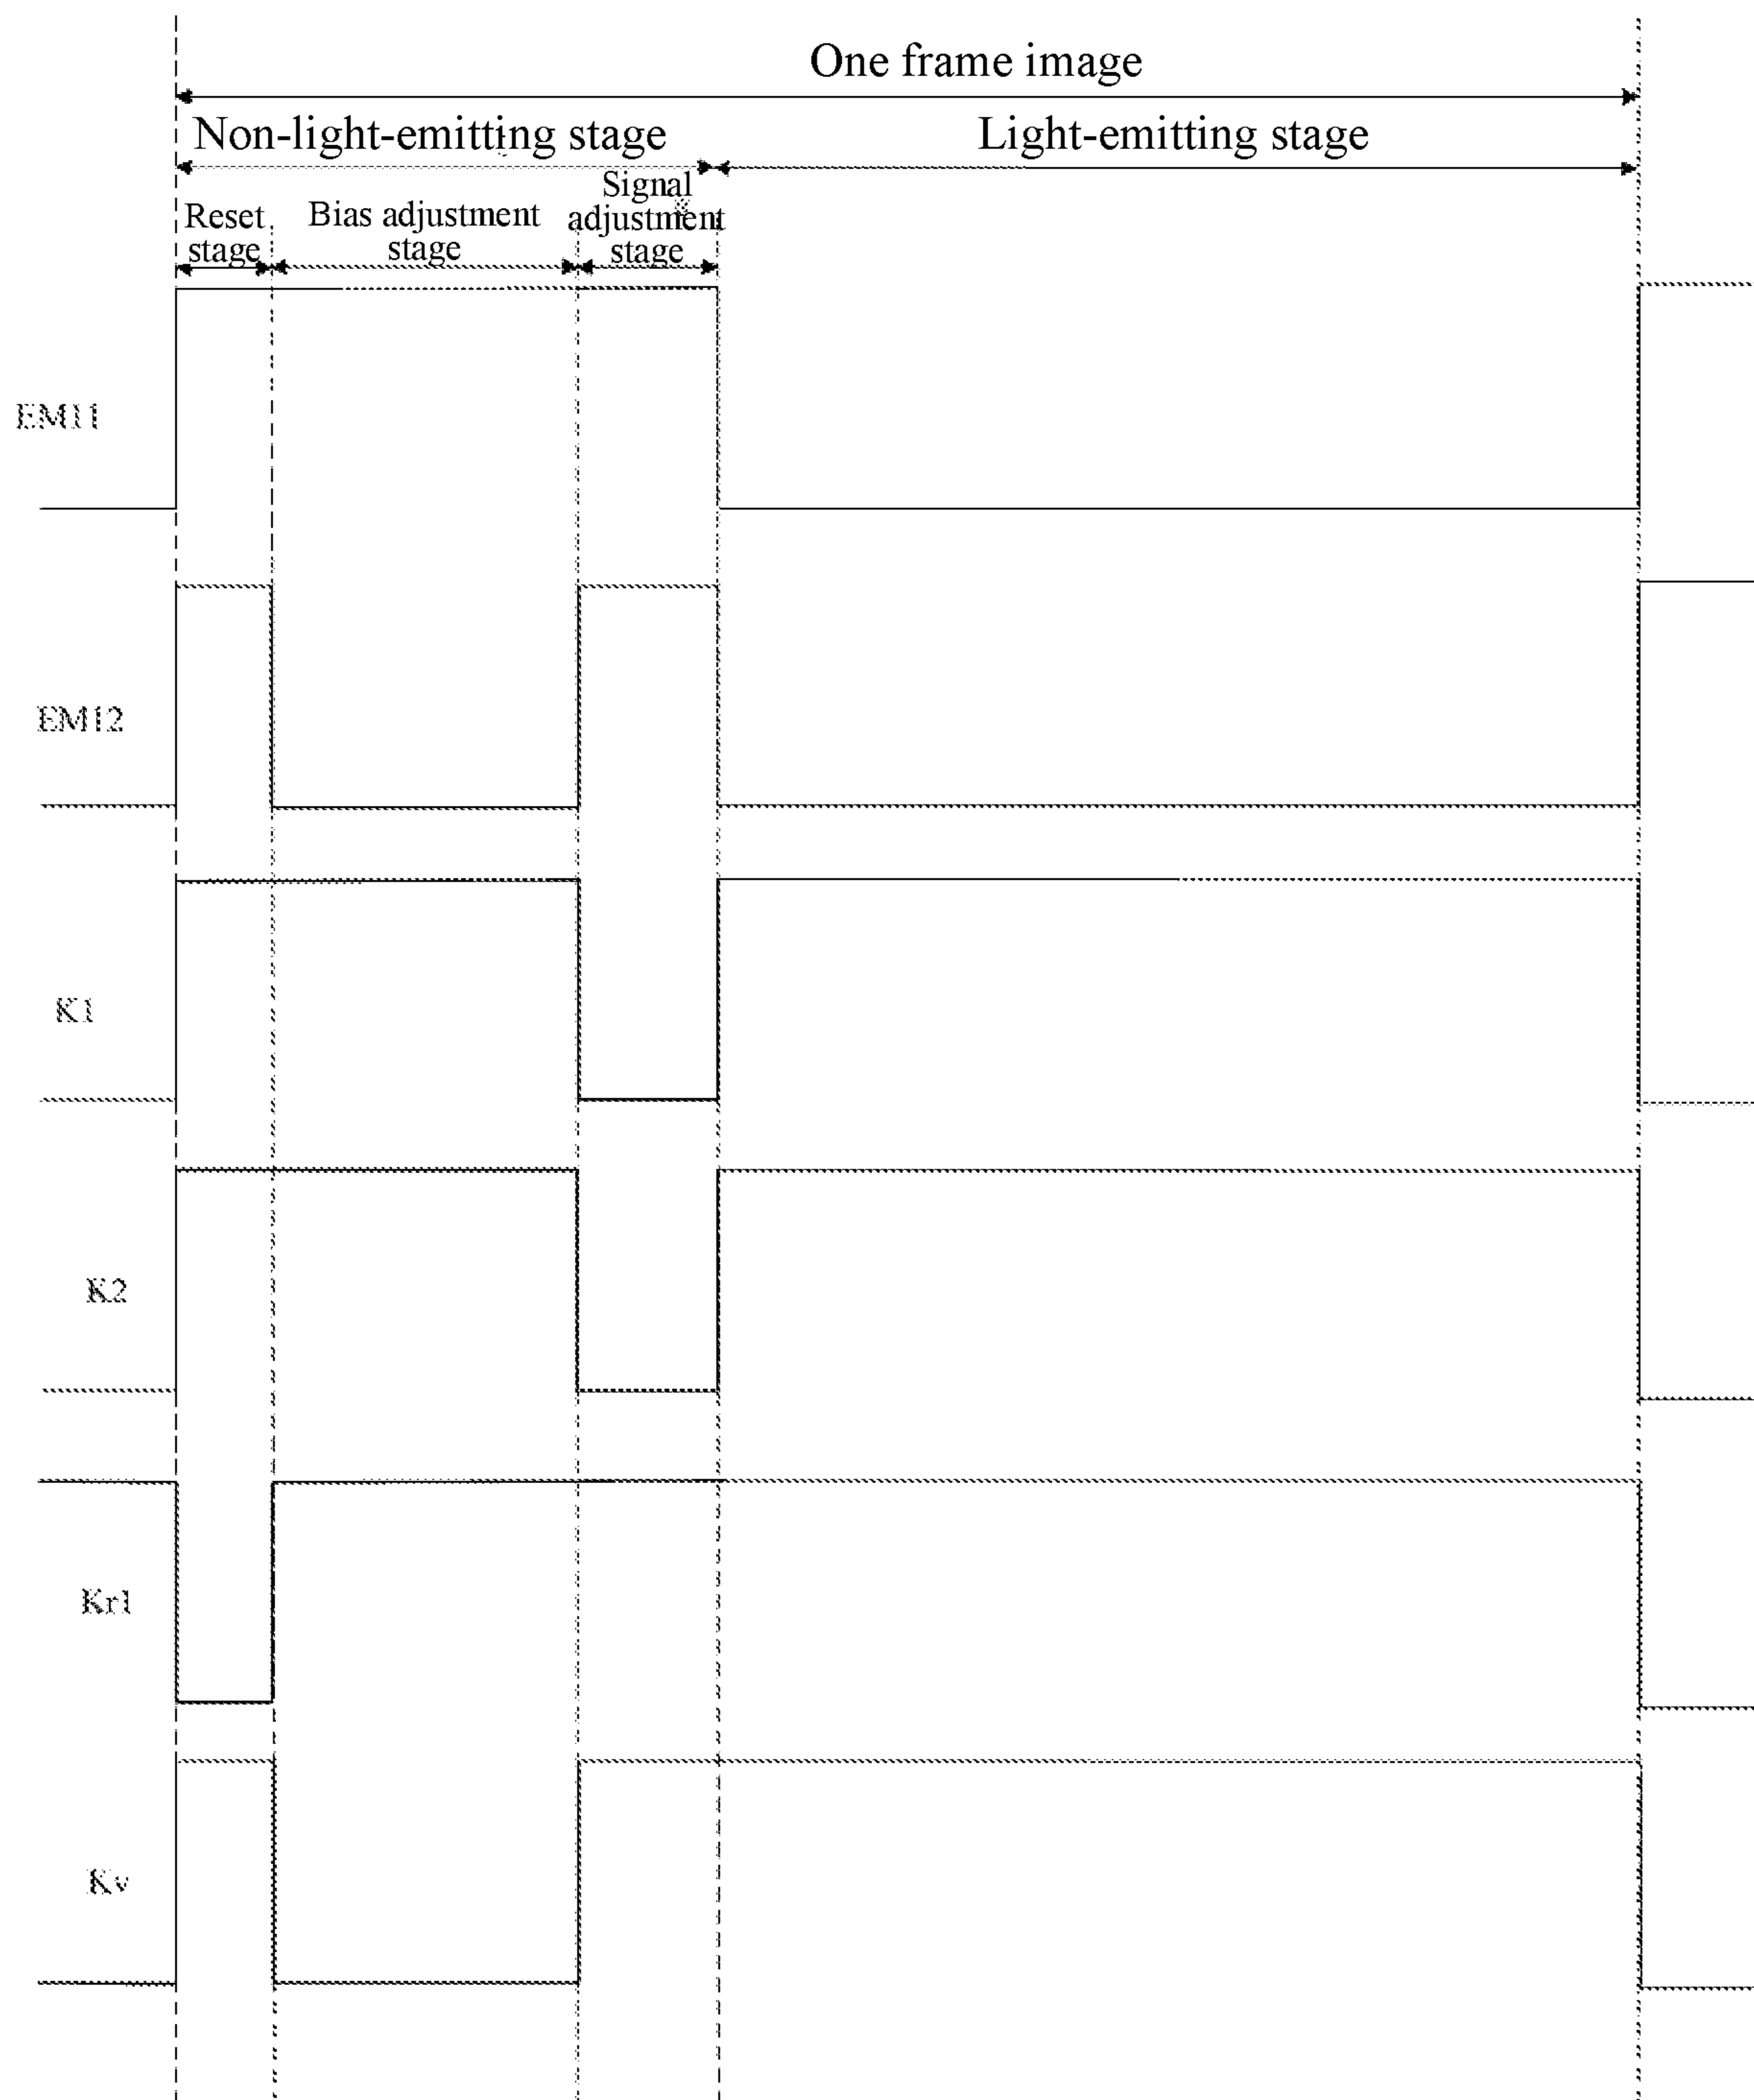 One frame image
Non-light-emitting stage
Light-emitting stage
Reset
stage
Bias adjustment
stage
Signal
adjustment
stage
EM11
EM12
K1
K2
Kr1
Kv